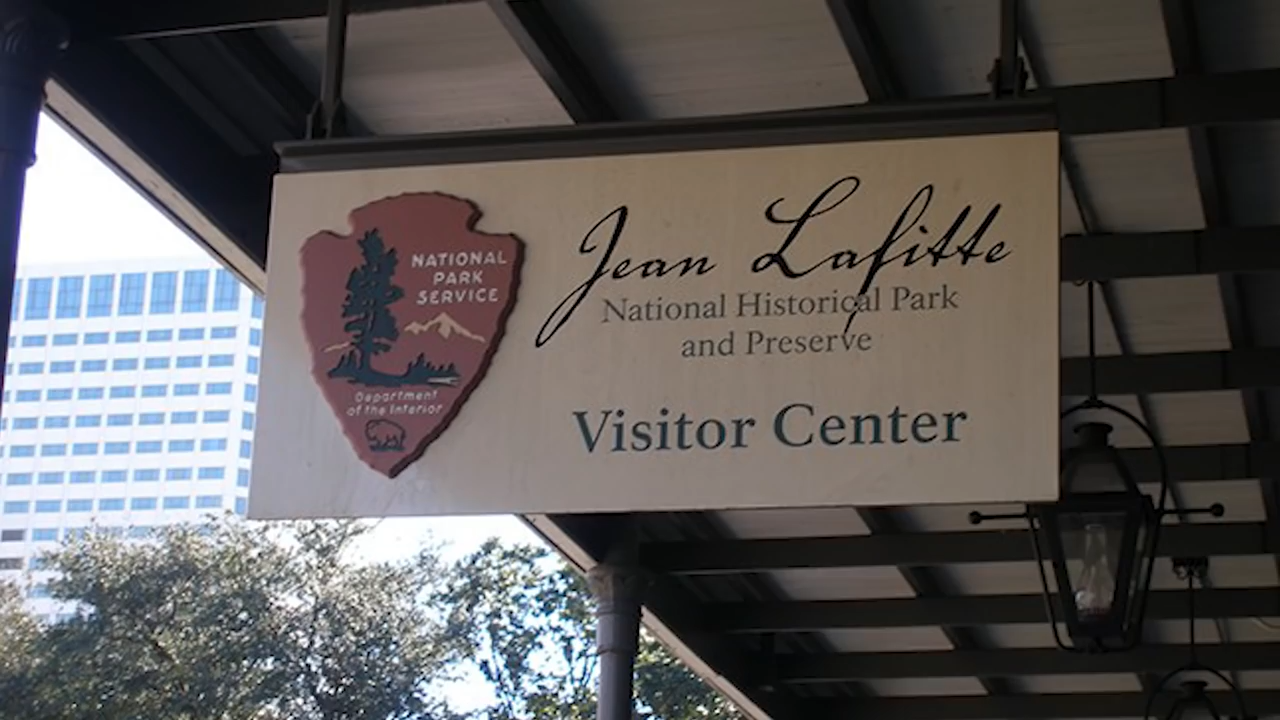 NATIONAL
PARK
SERVICE
Department
of the Interior
Jean Lafitte
National Historical Park
and Preserve
Visitor Center